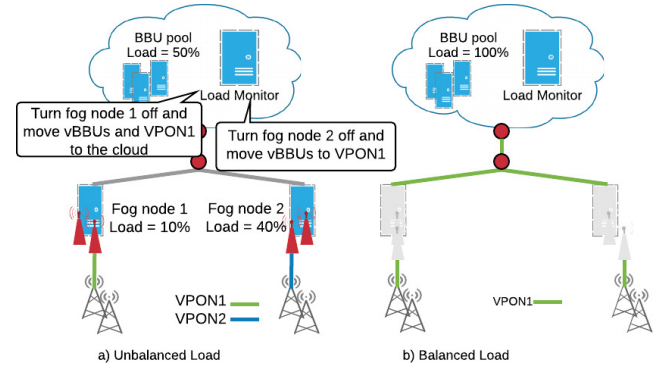 BBU pool
Load = 50%
Load Monitor
Turn fog node 1 off and
move vBBUs and VPON1
to the cloud
Turn fog node 2 off and
move vBBUs to VPON1
Fog node 1
Load = 10%
Fog node 2
Load = 40%
VPON1
VPON2
a) Unbalanced Load
BBU pool
Load = 100%
Load Monitor
VPON1
b) Balanced Load